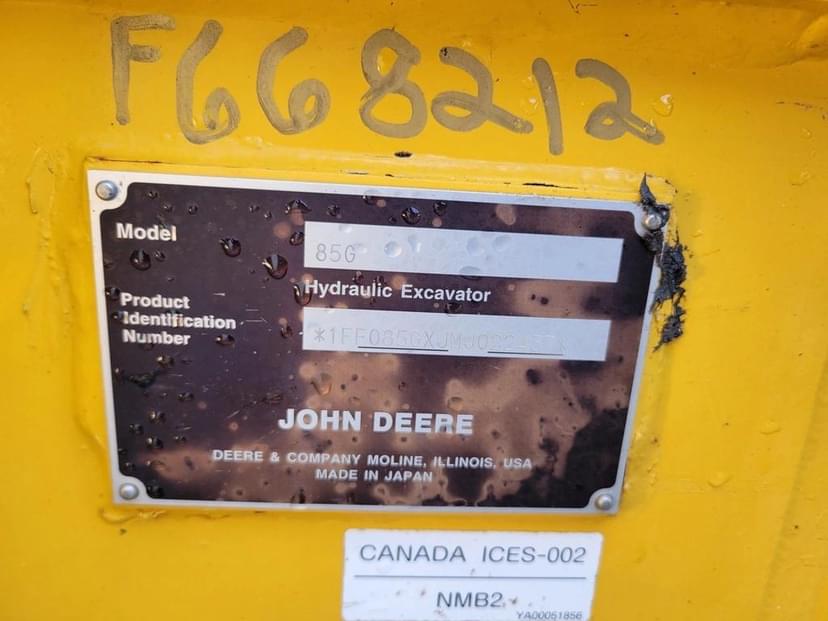 F668212
Model
85G
Hydraulic Excavator
Product
Identification
Number
JOHN DEERE
DEERE & COMPANY MOLINE, ILLINOIS, USA
MADE IN JAPAN
CANADA ICES-002
NMB2
YA00051856